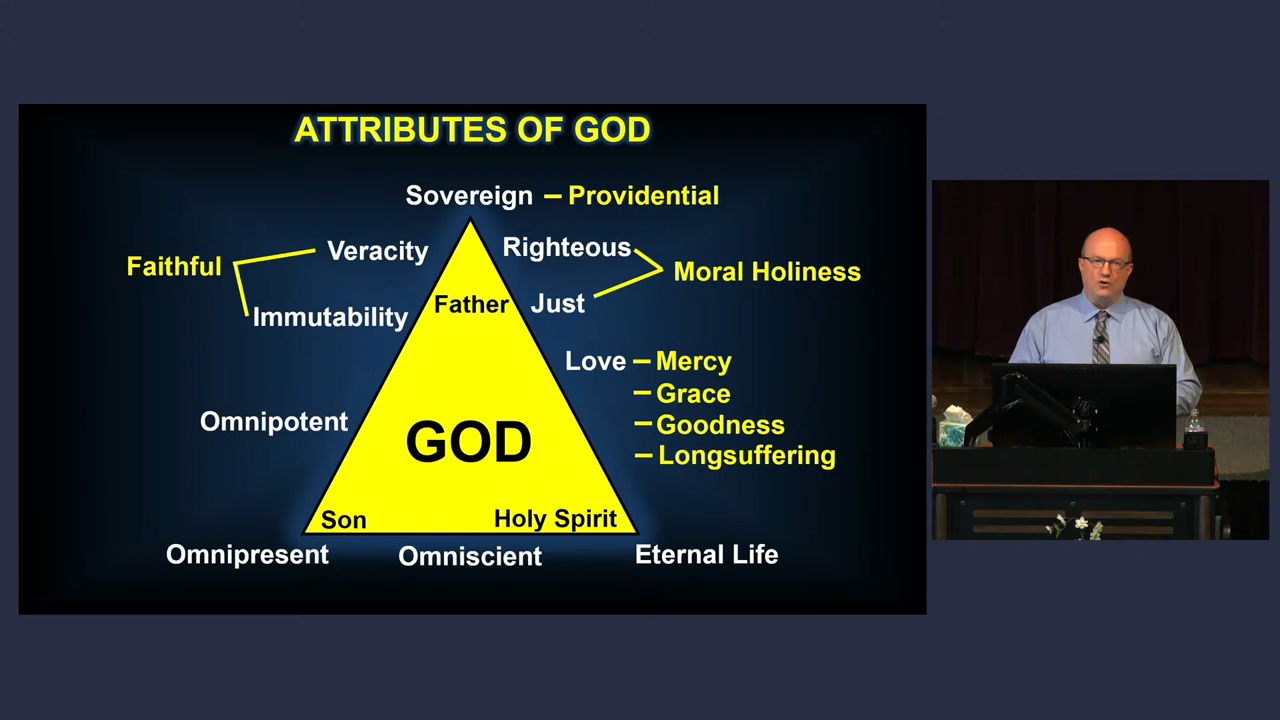 ATTRIBUTES OF GOD
Sovereign – Providential
Faithful
Veracity
Righteous
Moral Holiness
Immutability
Father
Just
Love – Mercy
– Grace
– Goodness
– Longsuffering
Omnipotent
GOD
Son
Holy Spirit
Omnipresent
Omniscient
Eternal Life